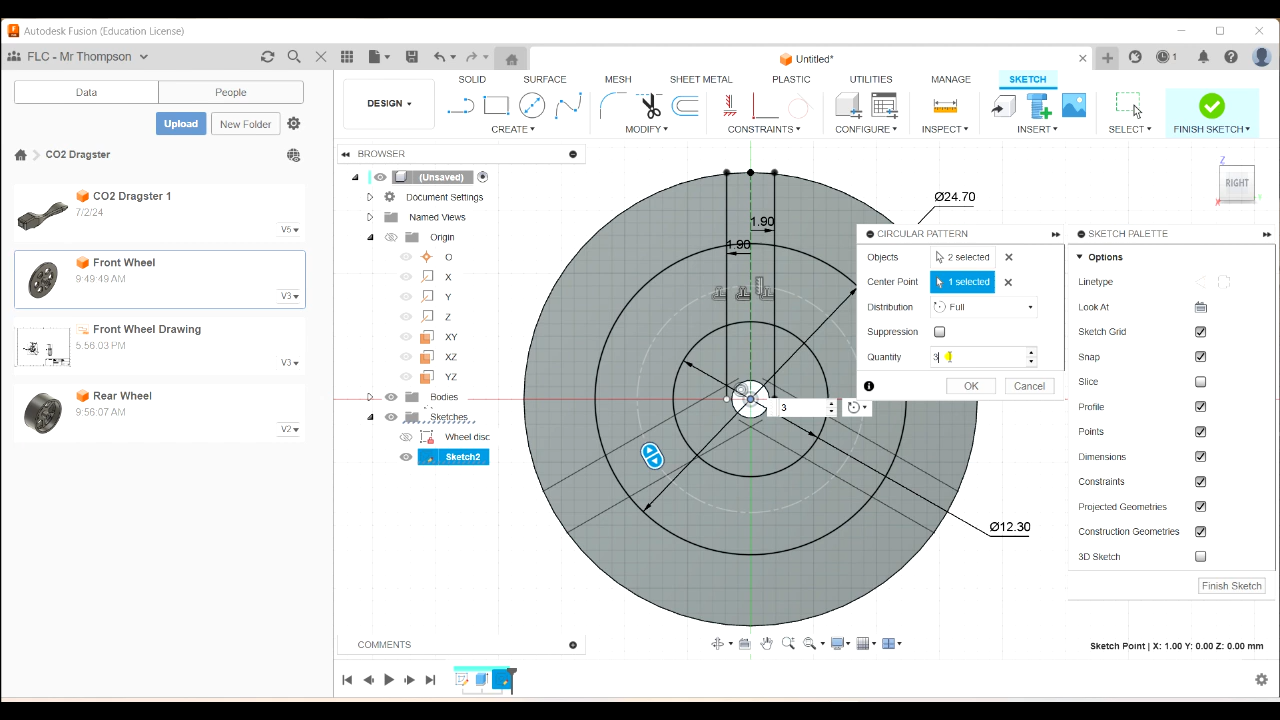 Autodesk Fusion (Education License)
FLC - Mr Thompson
Untitled*
1
Data
People
Upload
New Folder
CO2 Dragster
CO2 Dragster 1
7/2/24
V5
Front Wheel
9:49:49 AM
V3
Front Wheel Drawing
5:56:03 PM
V3
Rear Wheel
9:56:07 AM
V2
DESIGN
SOLID
SURFACE
MESH
SHEET METAL
PLASTIC
UTILITIES
MANAGE
SKETCH
CREATE
MODIFY
CONSTRAINTS
CONFIGURE
INSPECT
INSERT
SELECT
FINISH SKETCH
BROWSER
(Unsaved)
Document Settings
Named Views
Origin
O
X
Y
Z
XY
XZ
YZ
Bodies
Sketches
Wheel disc
Sketch2
Z
RIGHT
X
Ø24.70
1.90
1.90
3
Ø12.30
CIRCULAR PATTERN
Objects
2 selected
Center Point
1 selected
Distribution
Full
Suppression
Quantity
3
OK
Cancel
SKETCH PALETTE
Options
Linetype
Look At
Sketch Grid
Snap
Slice
Profile
Points
Dimensions
Constraints
Projected Geometries
Construction Geometries
3D Sketch
Finish Sketch
COMMENTS
Sketch Point | X: 1.00 Y: 0.00 Z: 0.00 mm